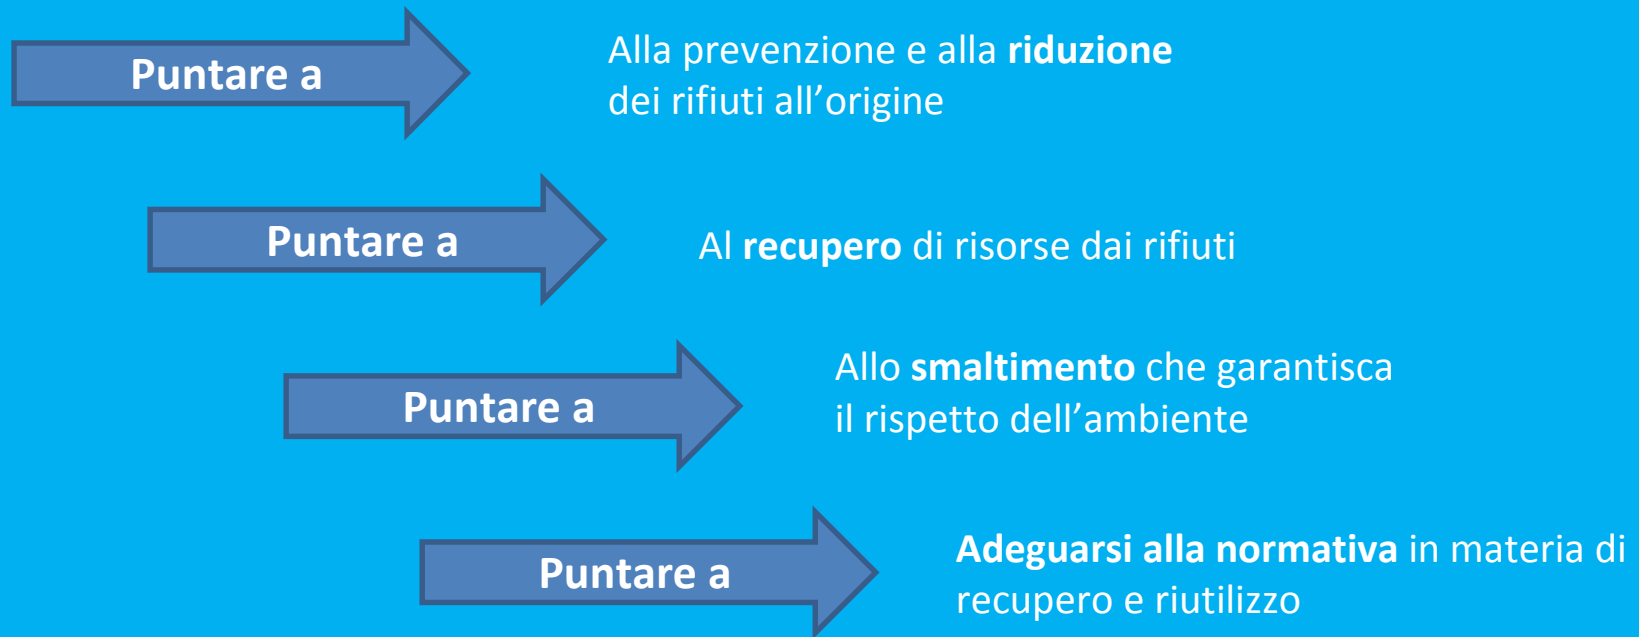 Puntare a
Alla prevenzione e alla riduzione
dei rifiuti all’origine
Puntare a
Al recupero di risorse dai rifiuti
Puntare a
Allo smaltimento che garantisca
il rispetto dell’ambiente
Puntare a
Adeguarsi alla normativa in materia di
recupero e riutilizzo